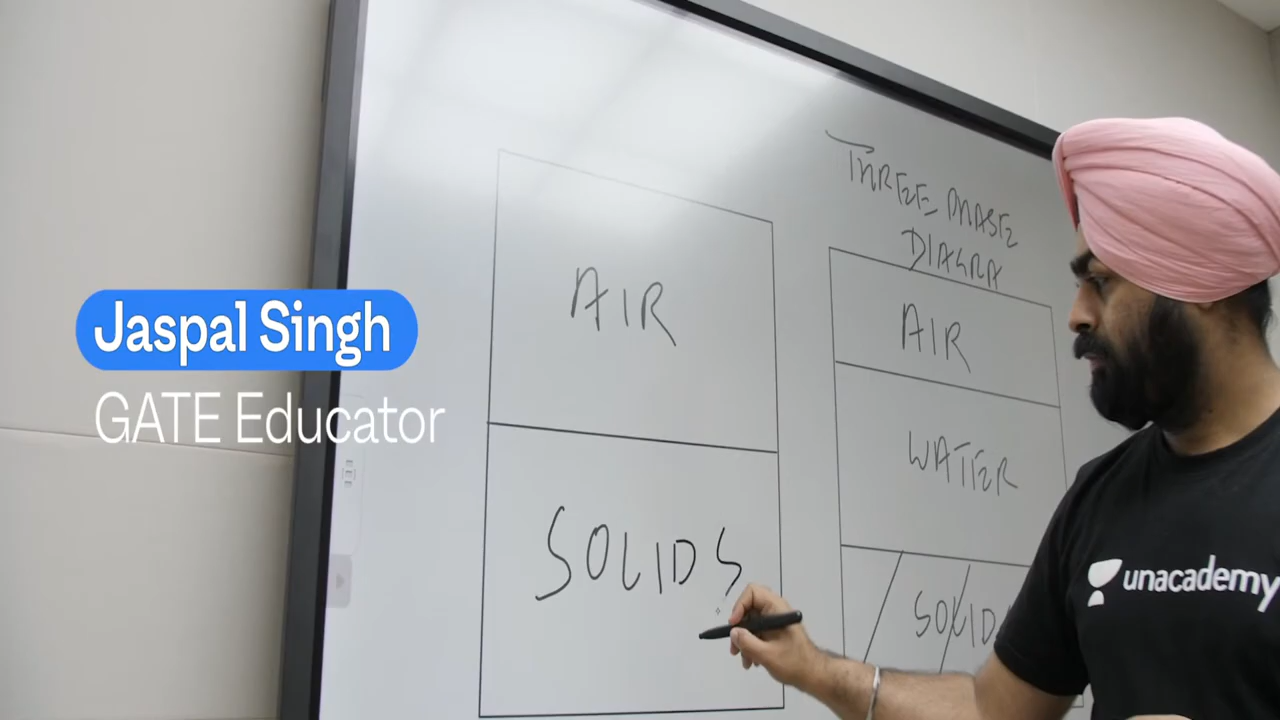 Jaspal Singh
GATE Educator
AIR
SOLIDS
THREE PHASE
DIAGRA
AIR
WATER
SOLID
unacademy